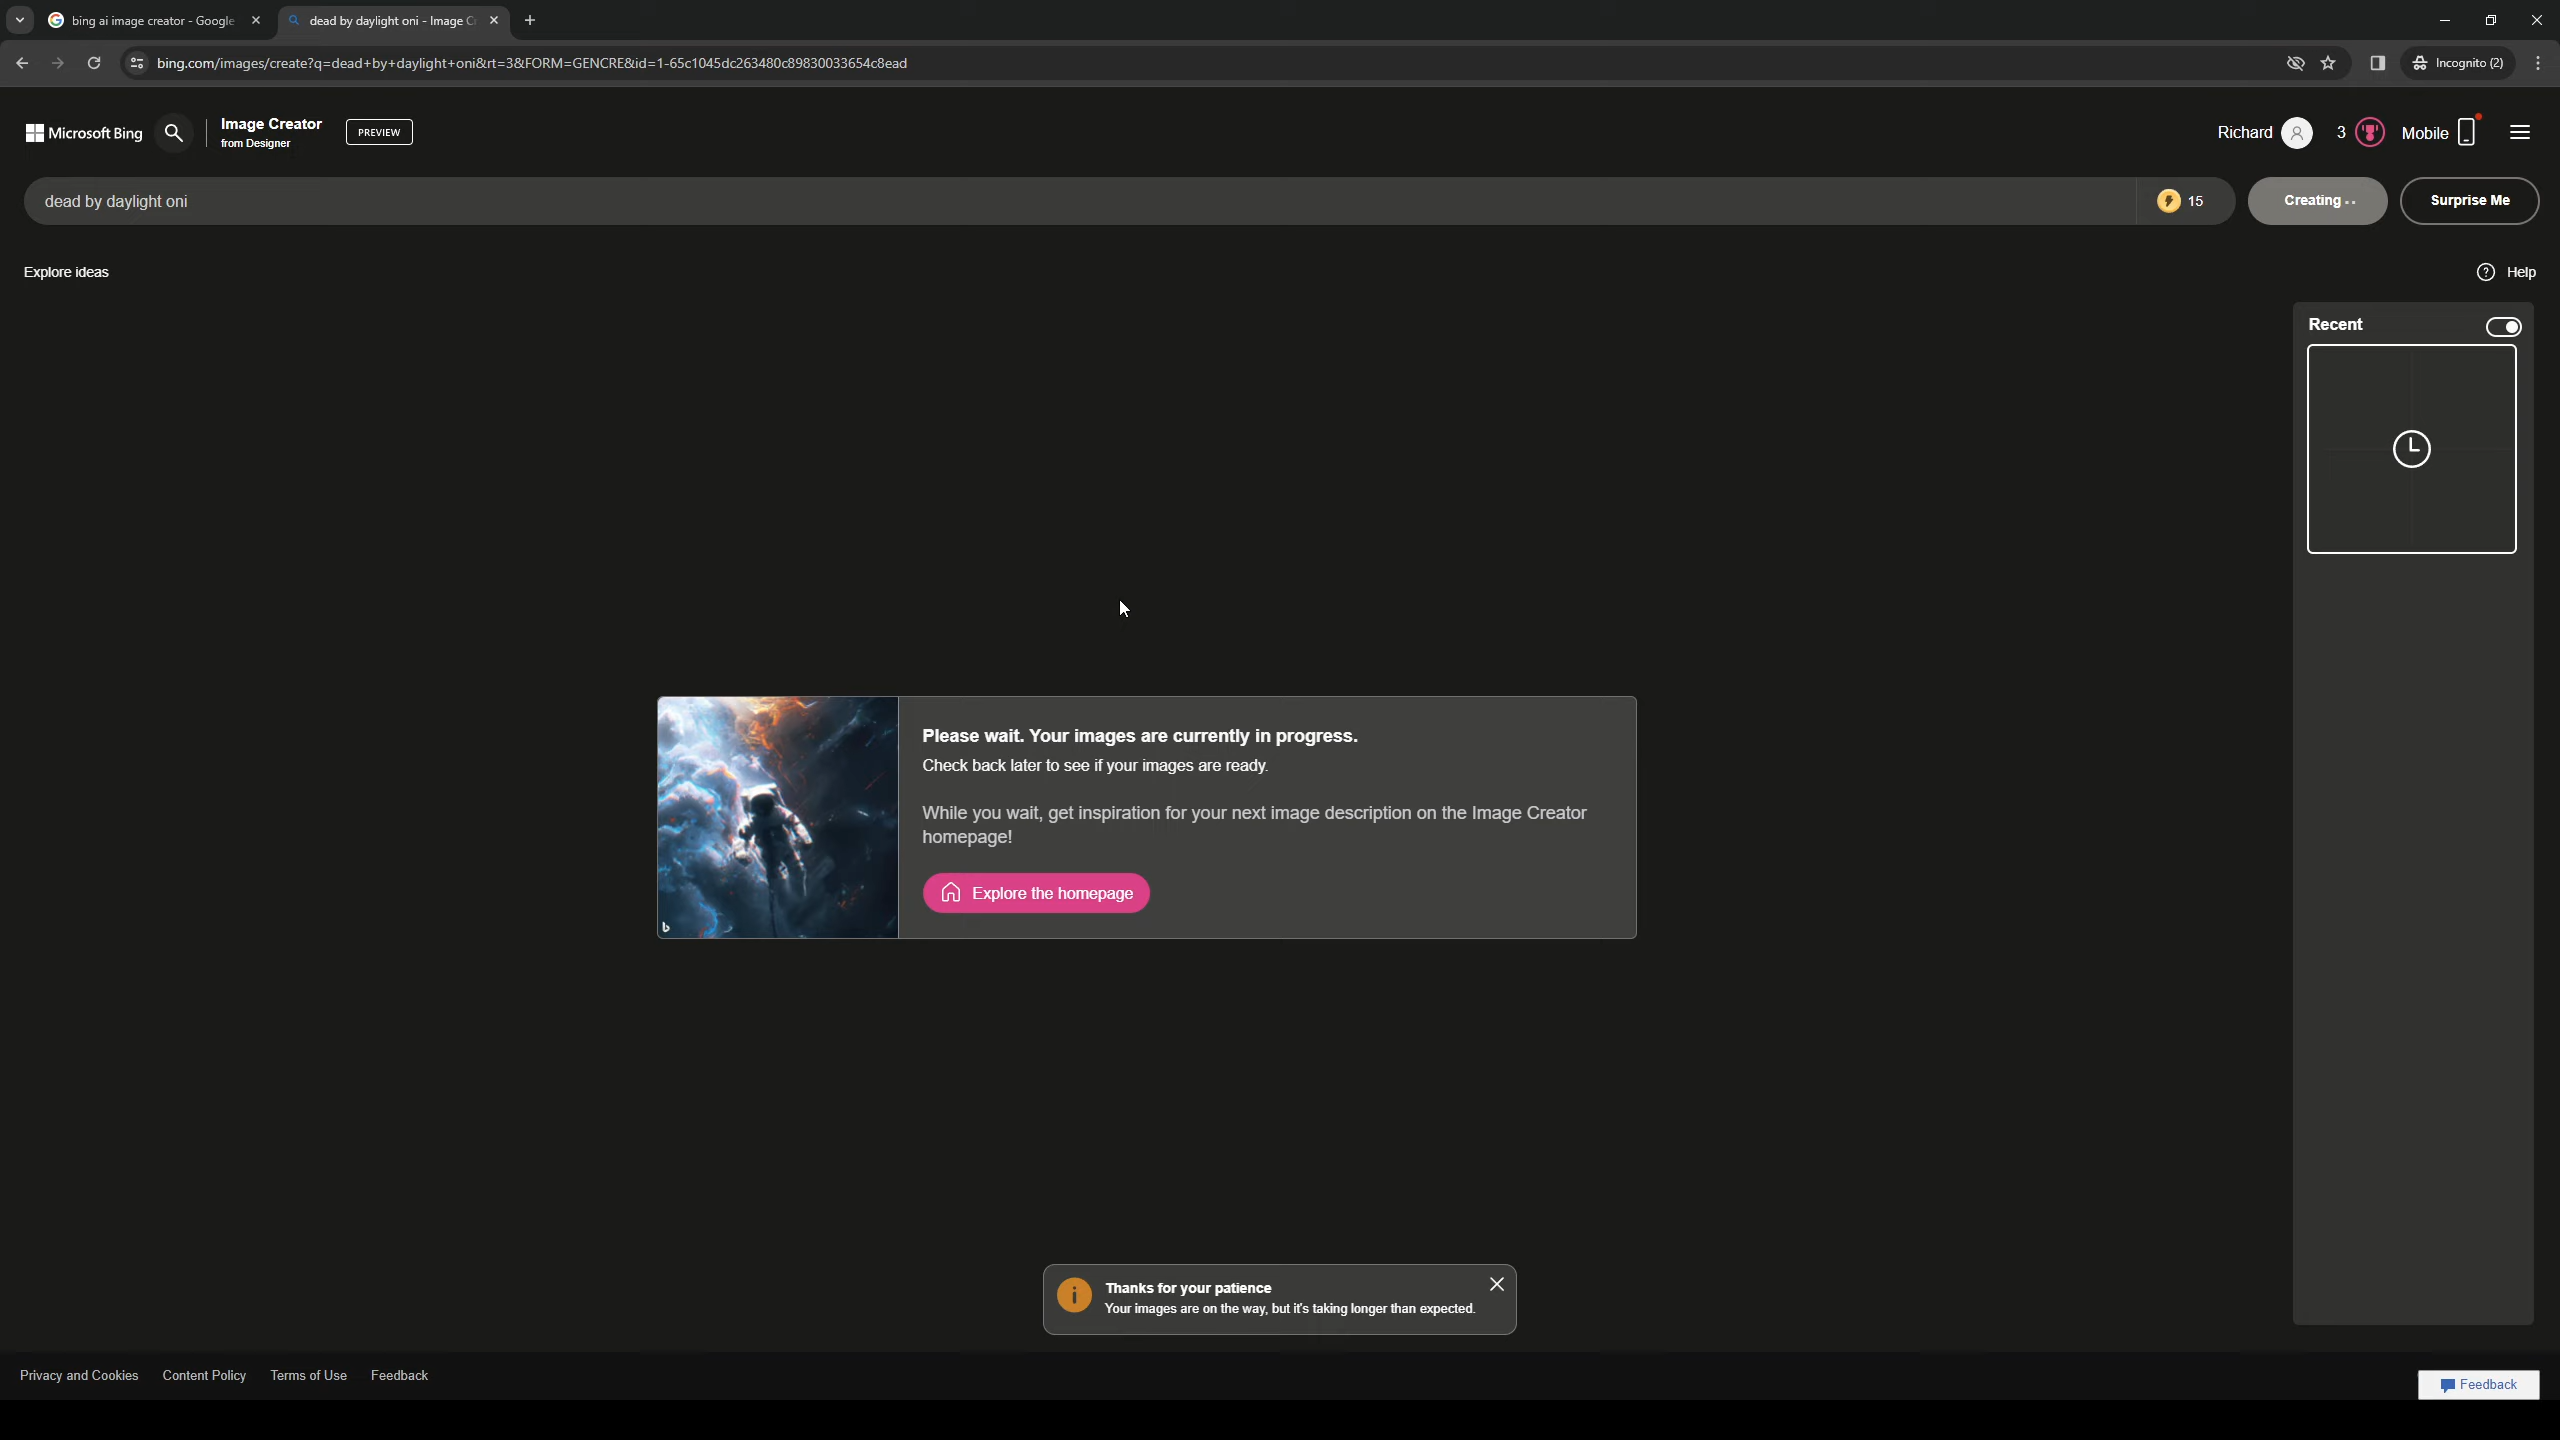 bing ai image creator - Google
dead by daylight oni - Image C
bing.com/images/create?q=dead+by+daylight+oni&rt=3&FORM=GENCRE&id=1-65c1045dc263480c89830033654c8ead
Incognito (2)
Microsoft Bing
Image Creator
from Designer
PREVIEW
Richard
3
Mobile
dead by daylight oni
15
Creating..
Surprise Me
Explore ideas
Help
Recent
Please wait. Your images are currently in progress.
Check back later to see if your images are ready.
While you wait, get inspiration for your next image description on the Image Creator
homepage!
Explore the homepage
Thanks for your patience
Your images are on the way, but it's taking longer than expected.
Privacy and Cookies
Content Policy
Terms of Use
Feedback
Feedback